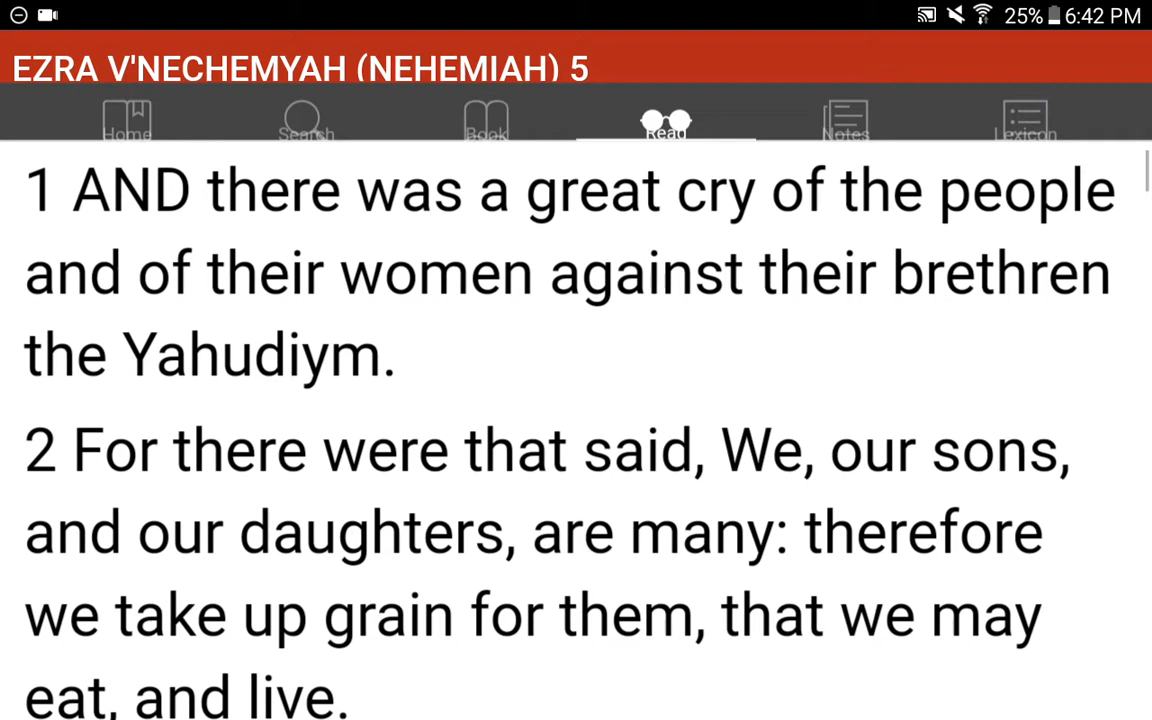 25% 6:42 PM
EZRA V'NECHEMYAH (NEHEMIAH) 5
Home Search Book Read Notes Lexicon
1 AND there was a great cry of the people
and of their women against their brethren
the Yahudiym.
2 For there were that said, We, our sons,
and our daughters, are many: therefore
we take up grain for them, that we may
eat, and live.